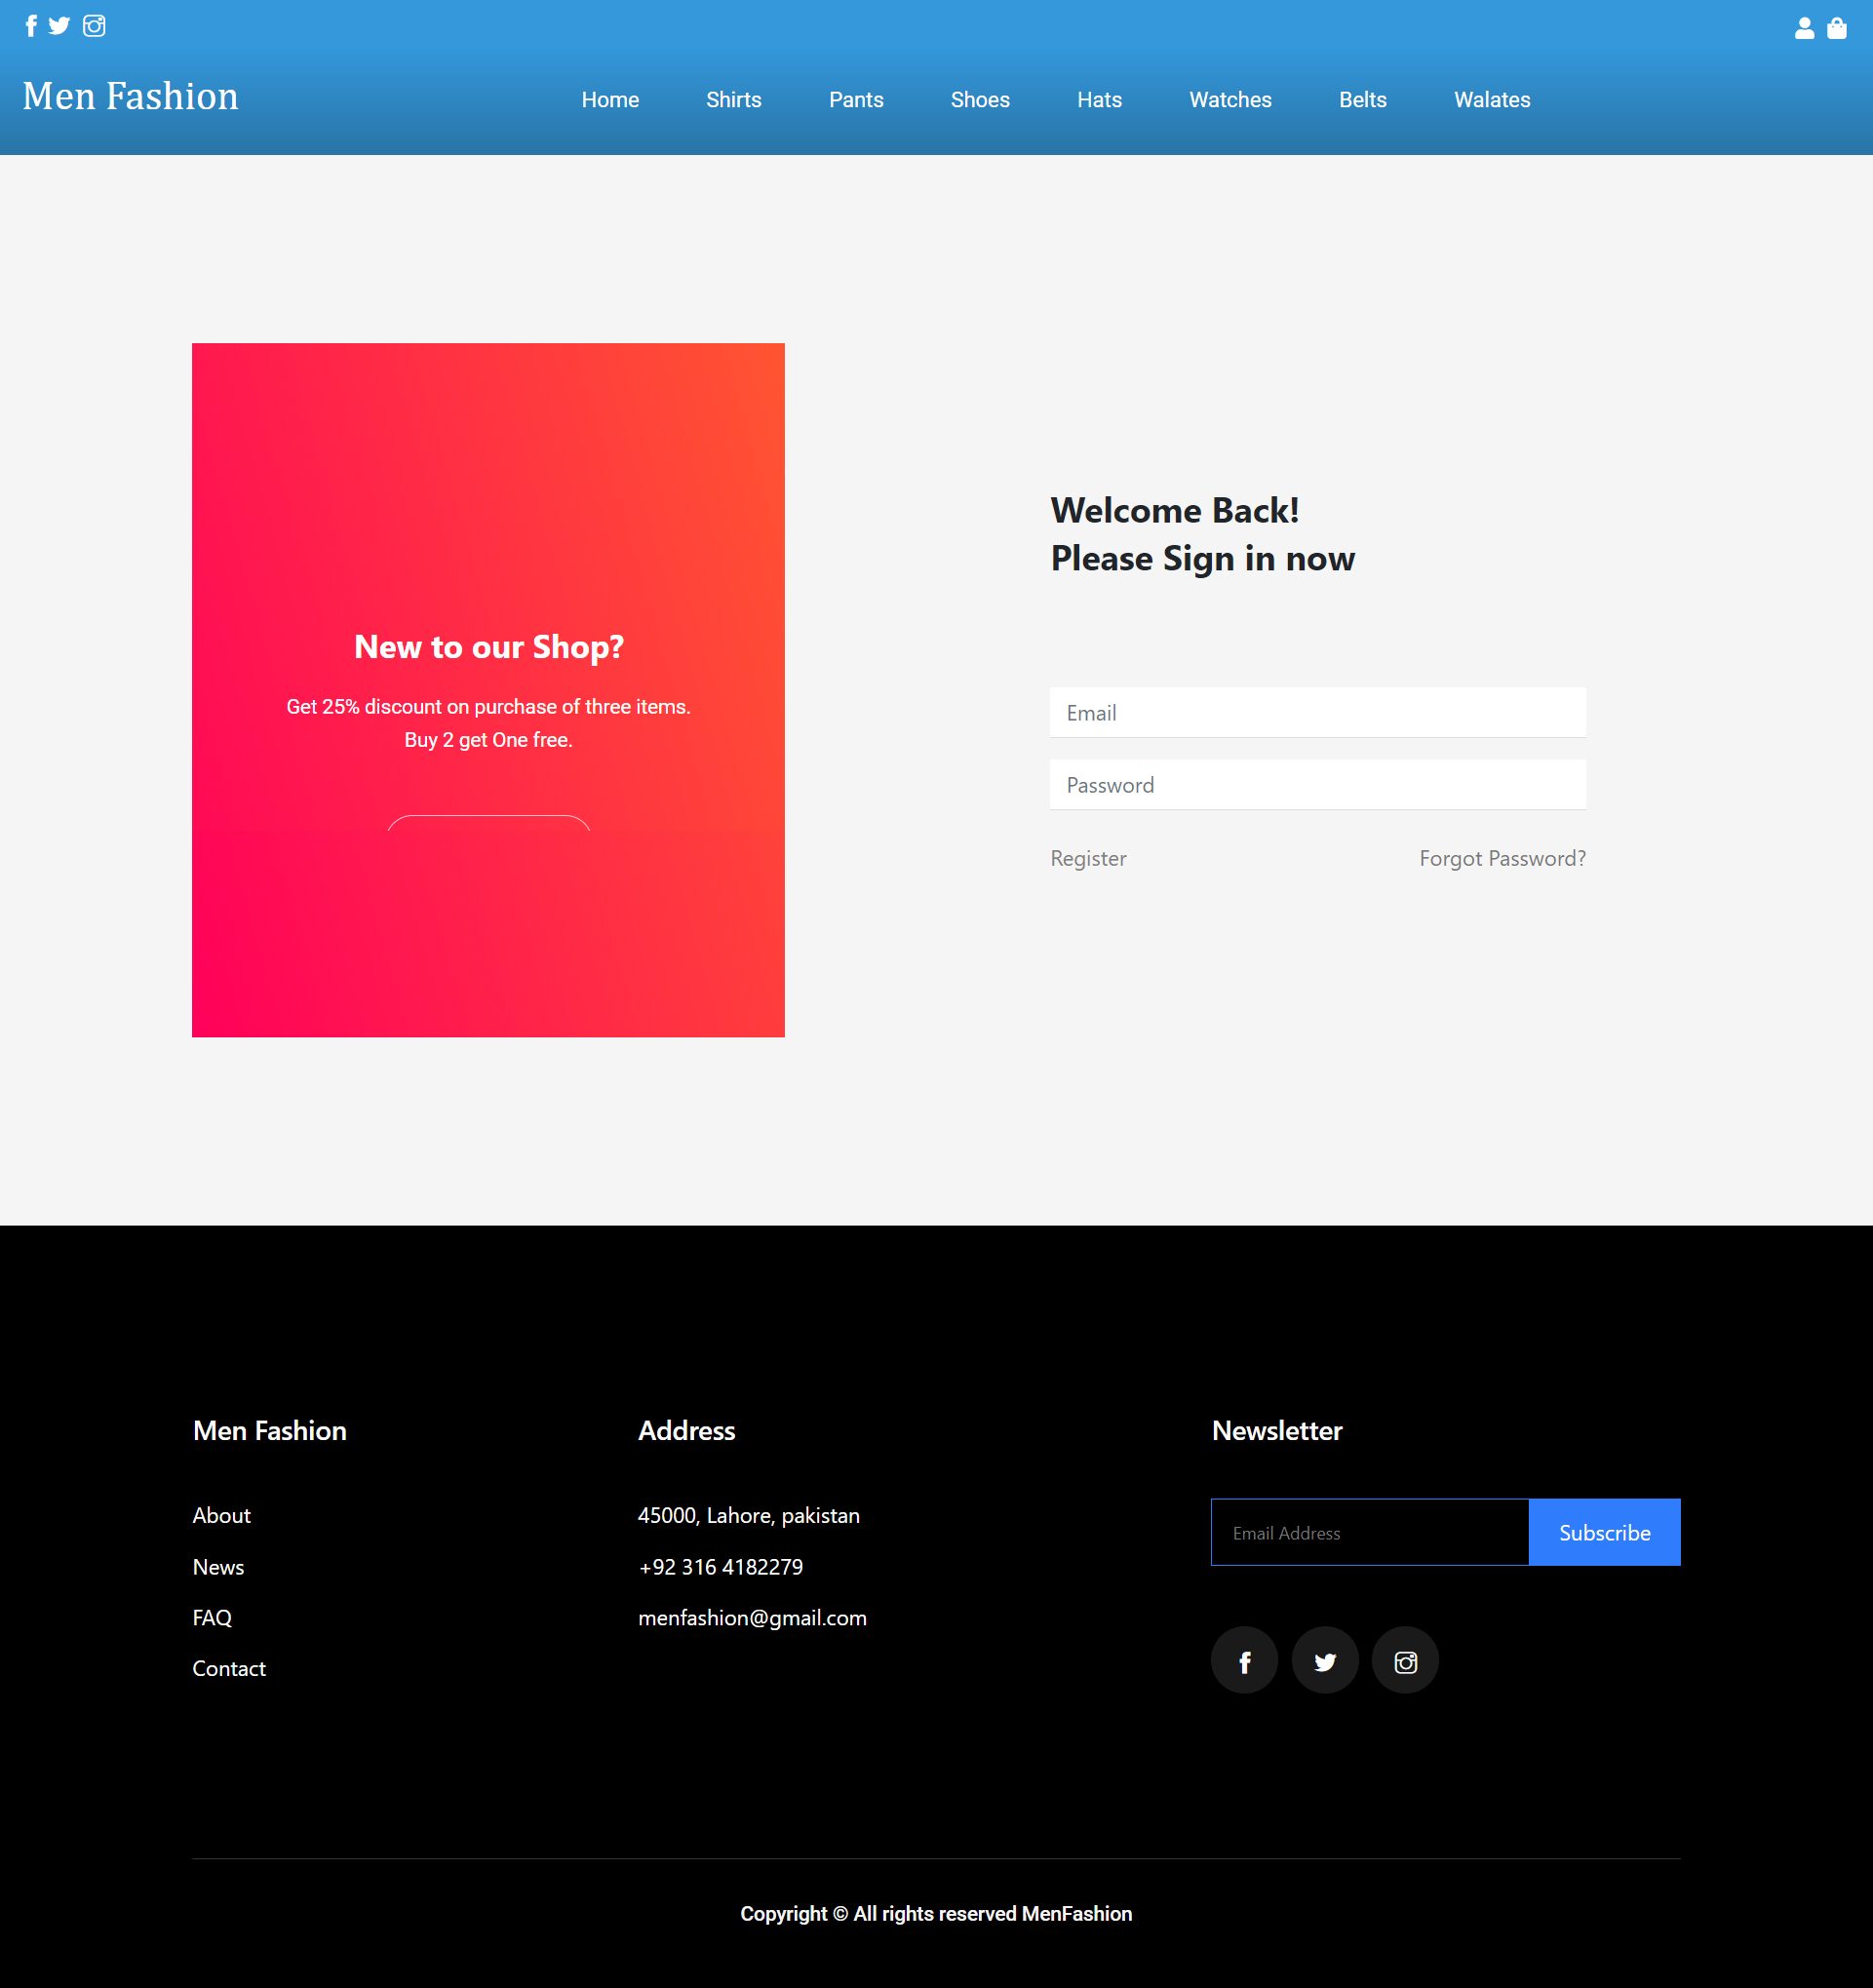 Men Fashion
Home Shirts Pants Shoes Hats Watches Belts Walates
New to our Shop?
Get 25% discount on purchase of three items.
Buy 2 get One free.
Welcome Back!
Please Sign in now
Email
Password
Register Forgot Password?
Men Fashion
About
News
FAQ
Contact
Address
45000, Lahore, pakistan
+92 316 4182279
menfashion@gmail.com
Newsletter
Email Address Subscribe
Copyright © All rights reserved MenFashion